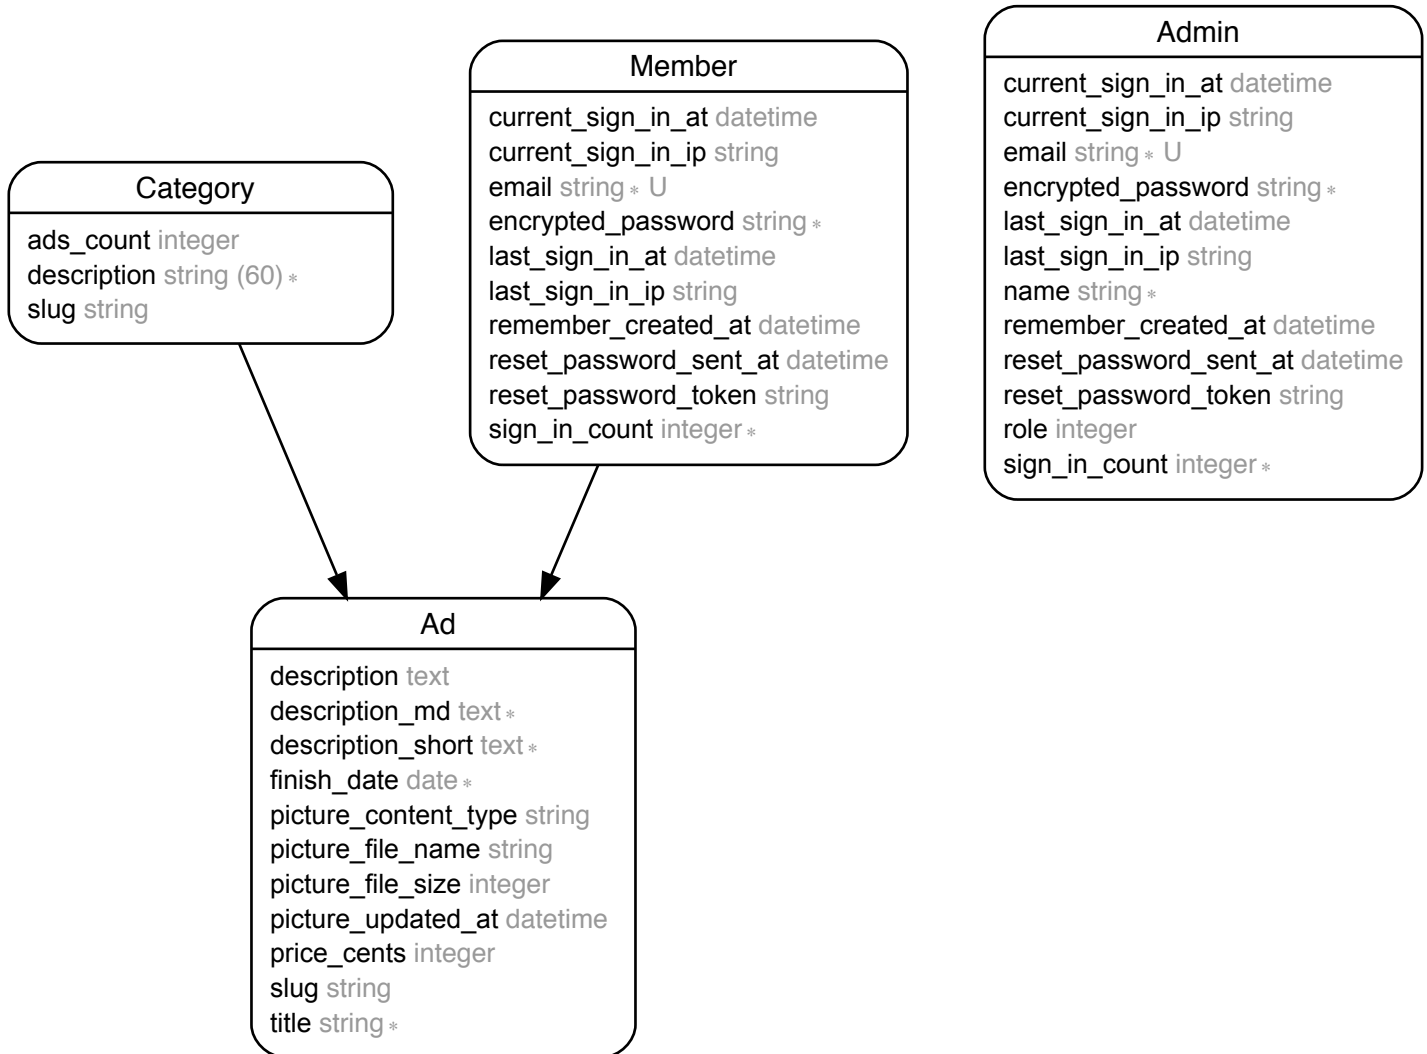 Category
ads_count integer
description string (60) *
slug string
Member
current_sign_in_at datetime
current_sign_in_ip string
email string * U
encrypted_password string *
last_sign_in_at datetime
last_sign_in_ip string
remember_created_at datetime
reset_password_sent_at datetime
reset_password_token string
sign_in_count integer *
Admin
current_sign_in_at datetime
current_sign_in_ip string
email string * U
encrypted_password string *
last_sign_in_at datetime
last_sign_in_ip string
name string *
remember_created_at datetime
reset_password_sent_at datetime
reset_password_token string
role integer
sign_in_count integer *
Ad
description text
description_md text *
description_short text *
finish_date date *
picture_content_type string
picture_file_name string
picture_file_size integer
picture_updated_at datetime
price_cents integer
slug string
title string *